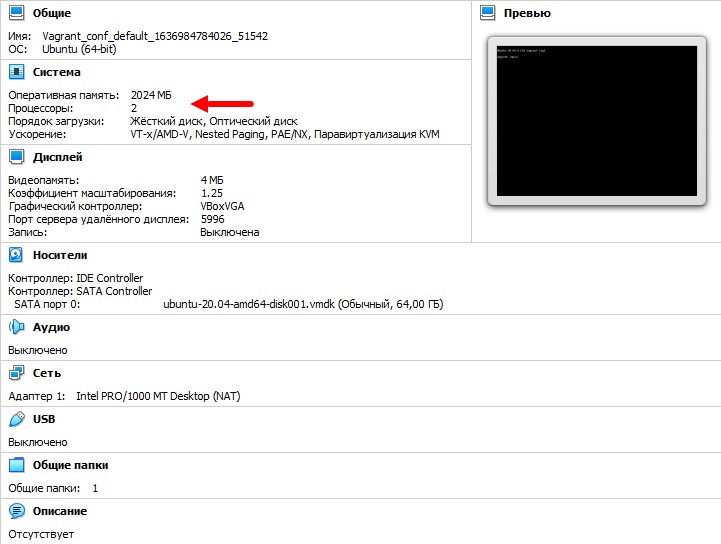 Общие
Имя: Vagrant_conf_default_1636984784026_51542
ОС: Ubuntu (64-bit)
Система
Оперативная память: 2024 МБ
Процессоры: 2
Порядок загрузки: Жёсткий диск, Оптический диск
Ускорение: VT-x/AMD-V, Nested Paging, PAE/NX, Паравиртуализация KVM
Дисплей
Видеопамять: 4 МБ
Коэффициент масштабирования: 1.25
Графический контроллер: VBoxVGA
Порт сервера удалённого дисплея: 5996
Запись: Выключена
Носители
Контроллер: IDE Controller
Контроллер: SATA Controller
SATA порт 0: ubuntu-20.04-amd64-disk001.vmdk (Обычный, 64,00 ГБ)
Аудио
Выключено
Сеть
Адаптер 1: Intel PRO/1000 MT Desktop (NAT)
USB
Выключено
Общие папки
Общие папки: 1
Описание
Отсутствует
Превью